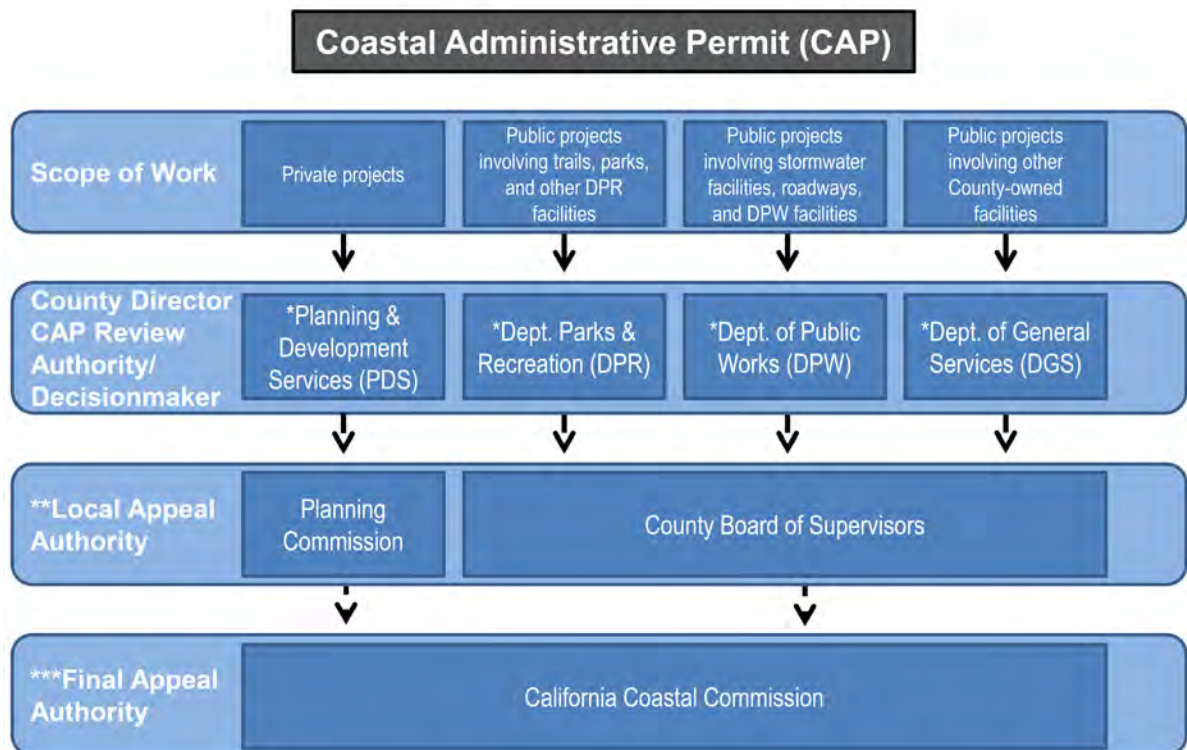 Coastal Administrative Permit (CAP)
Scope of Work
Private projects
Public projects
involving trails, parks,
and other DPR
facilities
Public projects
involving stormwater
facilities, roadways,
and DPW facilities
Public projects
involving other
County-owned
facilities
County Director
CAP Review
Authority/
Decisionmaker
*Planning &
Development
Services (PDS)
*Dept. Parks &
Recreation (DPR)
*Dept. of Public
Works (DPW)
*Dept. of General
Services (DGS)
**Local Appeal
Authority
Planning
Commission
County Board of Supervisors
***Final Appeal
Authority
California Coastal Commission